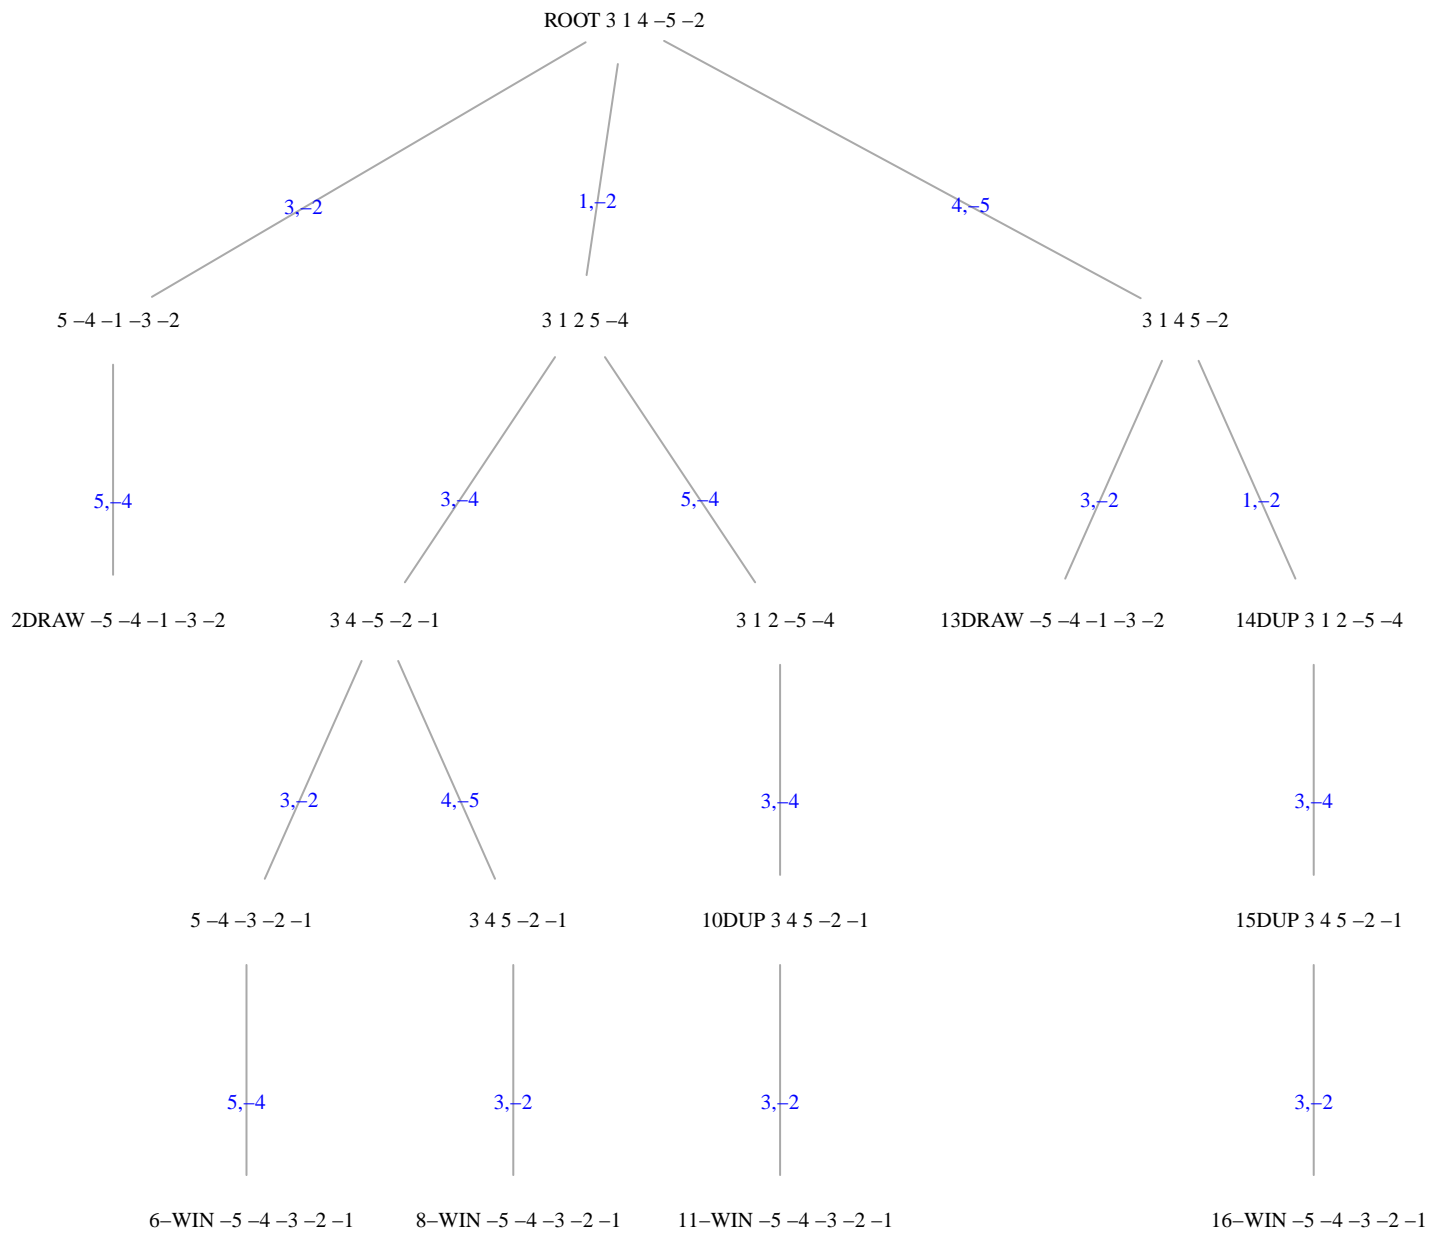 ROOT 3 1 4 –5 –2
3,–2
1,–2
4,–5
5 –4 –1 –3 –2
3 1 2 5 –4
3 1 4 5 –2
5,–4
3,–4
5,–4
3,–2
1,–2
2DRAW –5 –4 –1 –3 –2
3 4 –5 –2 –1
3 1 2 –5 –4
13DRAW –5 –4 –1 –3 –2
14DUP 3 1 2 –5 –4
3,–2
4,–5
3,–4
3,–4
5 –4 –3 –2 –1
3 4 5 –2 –1
10DUP 3 4 5 –2 –1
15DUP 3 4 5 –2 –1
5,–4
3,–2
3,–2
3,–2
6–WIN –5 –4 –3 –2 –1
8–WIN –5 –4 –3 –2 –1
11–WIN –5 –4 –3 –2 –1
16–WIN –5 –4 –3 –2 –1